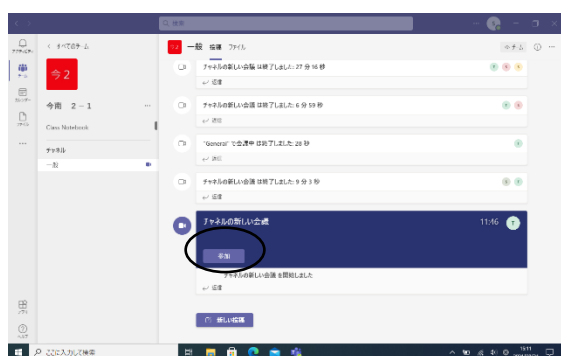 検索
すべてのチーム
今2
今南 2-1
Class Notebook
チャネル
一般
今2 一般 投稿 ファイル
チャネルの新しい会議 は終了しました: 27 分 16 秒
返信
チャネルの新しい会議 は終了しました: 6 分 59 秒
返信
"General" で会議中 は終了しました: 28 秒
返信
チャネルの新しい会議 は終了しました: 9 分 3 秒
返信
チャネルの新しい会議 11:46
参加
チャネルの新しい会議 を開始しました
返信
新しい投稿
ここに入力して検索